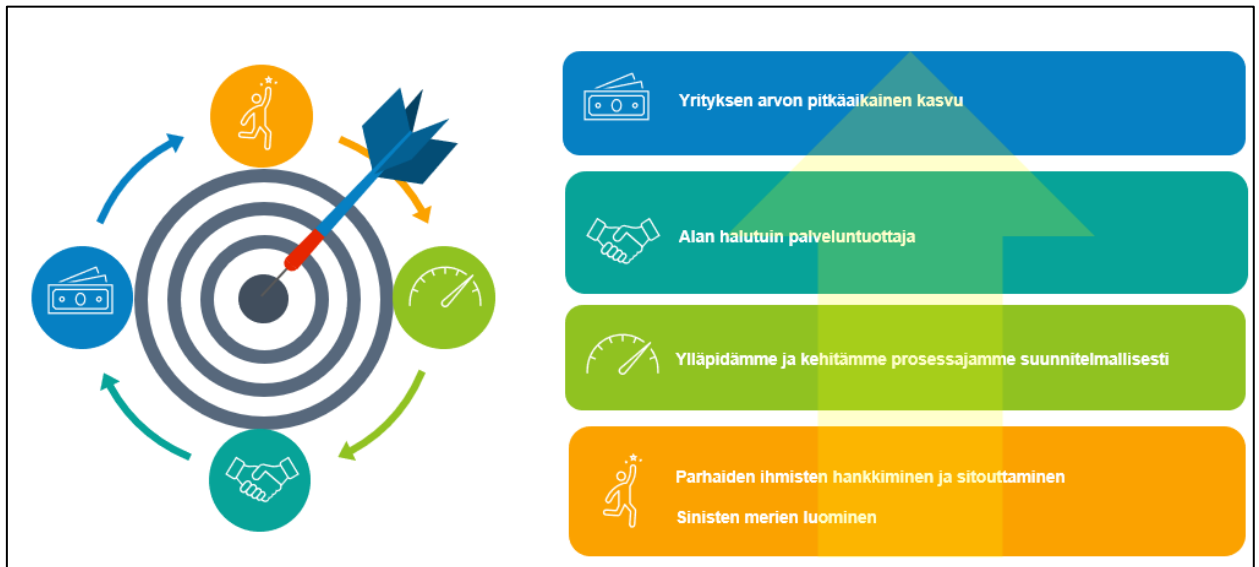 Yrityksen arvon pitkäaikainen kasvu
Alan halutuin palveluntuottaja
Ylläpidämme ja kehitämme prosessajamme suunnitelmallisesti
Parhaiden ihmisten hankkiminen ja sitouttaminen
Sinisten merien luominen